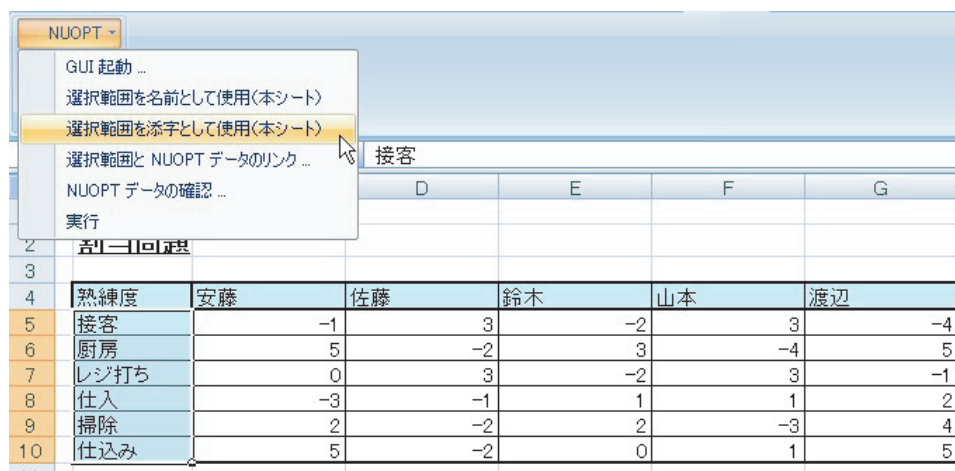 NUOPT
GUI 起動 ...
選択範囲を名前として使用(本シート)
選択範囲を添字として使用(本シート)
選択範囲と NUOPT データのリンク ...
NUOPT データの確認 ...
実行
接客
D E F G
2 割当問題
3
4 熟練度 安藤 佐藤 鈴木 山本 渡辺
5 接客 -1 3 -2 3 -4
6 厨房 5 -2 3 -4 5
7 レジ打ち 0 3 -2 3 -1
8 仕入 -3 -1 1 1 2
9 掃除 2 -2 2 -3 4
10 仕込み 5 -2 0 1 5